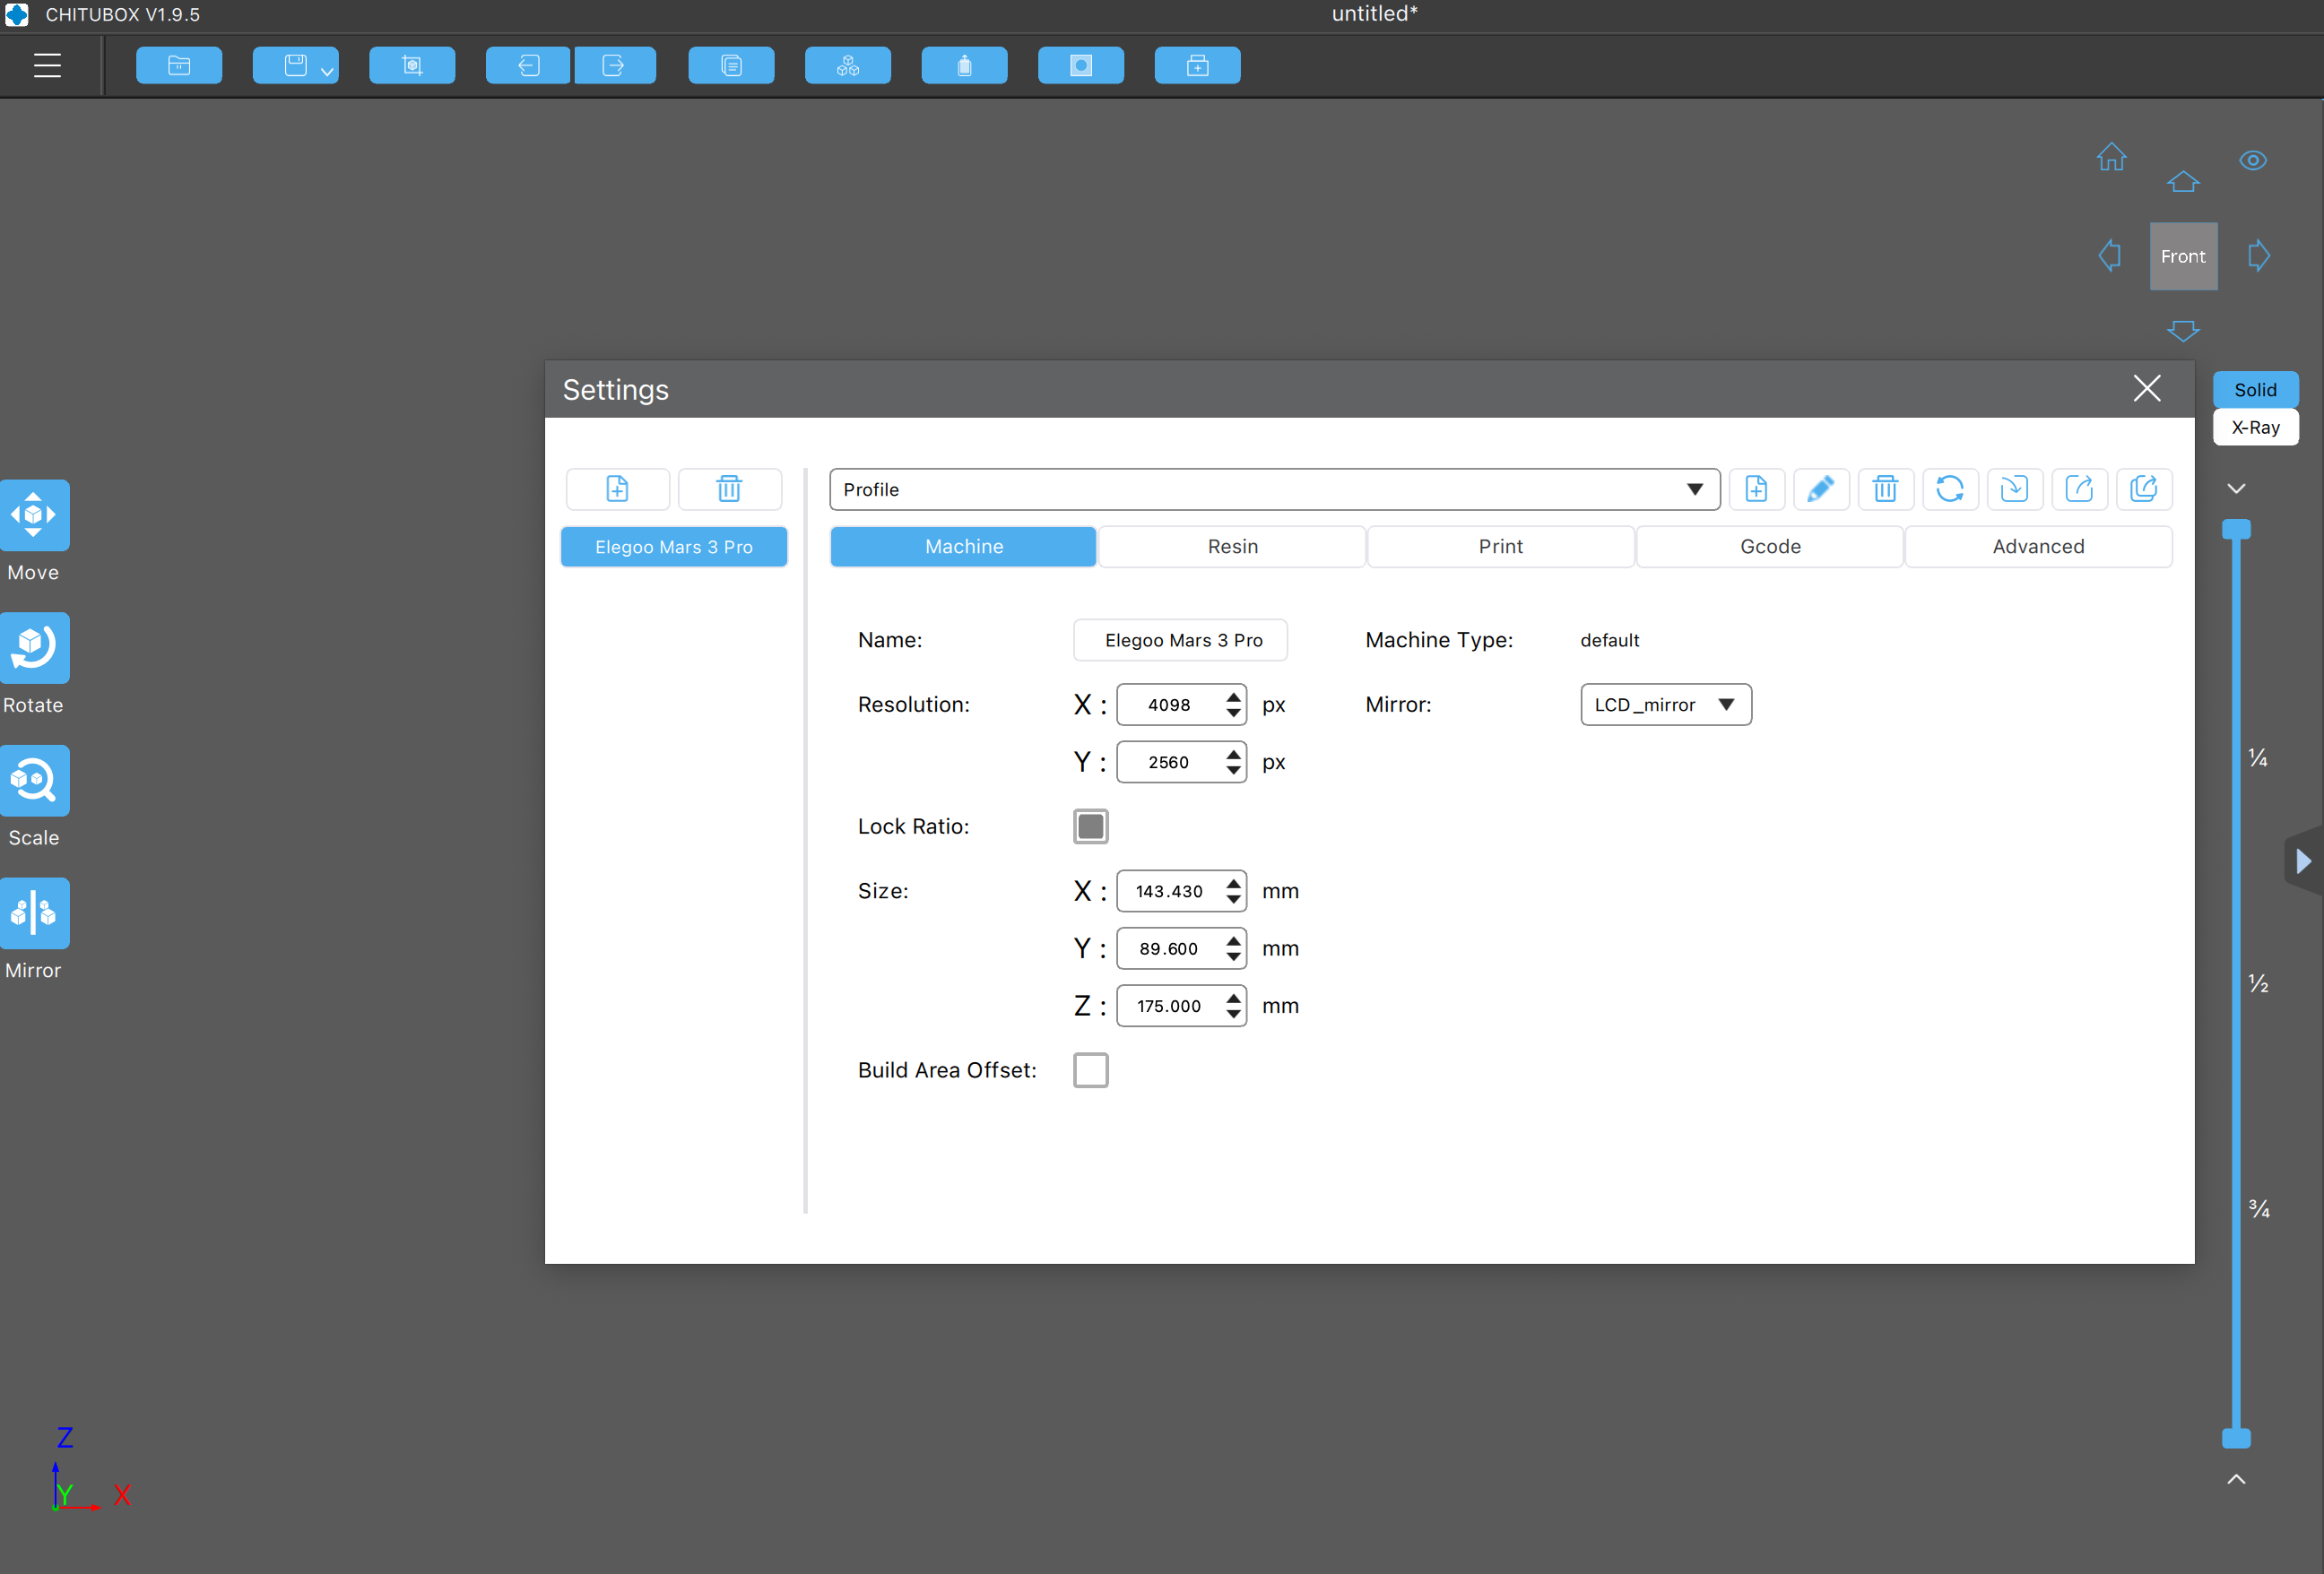 CHITUBOX V1.9.5
untitled*
Front
Solid
X-Ray
Settings
Profile
Elegoo Mars 3 Pro
Machine
Resin
Print
Gcode
Advanced
Move
Rotate
Scale
Mirror
Name:
Elegoo Mars 3 Pro
Machine Type:
default
Resolution:
X : 4098 px
Mirror:
LCD_mirror
Y : 2560 px
Lock Ratio:
Size:
X : 143.430 mm
Y : 89.600 mm
Z : 175.000 mm
Build Area Offset:
¼
½
¾
Z
Y
X